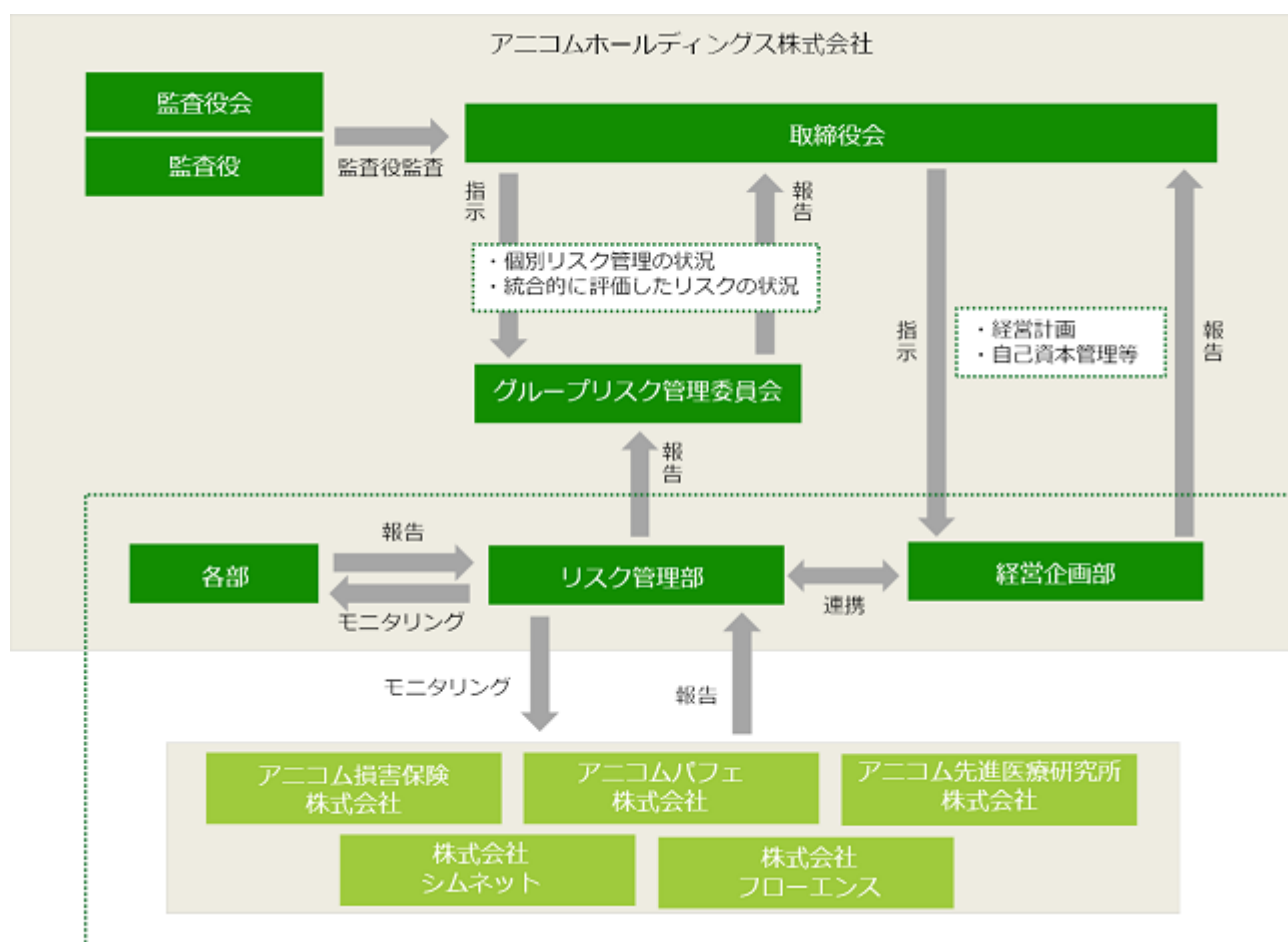 アニコムホールディングス株式会社
監査役会
監査役
監査役監査
取締役会
指示
報告
・個別リスク管理の状況
・統合的に評価したリスクの状況
指示
・経営計画
・自己資本管理等
報告
グループリスク管理委員会
報告
各部
報告
モニタリング
リスク管理部
連携
経営企画部
モニタリング
報告
アニコム損害保険
株式会社
アニコムパフェ
株式会社
アニコム先進医療研究所
株式会社
株式会社
シムネット
株式会社
フローエンス